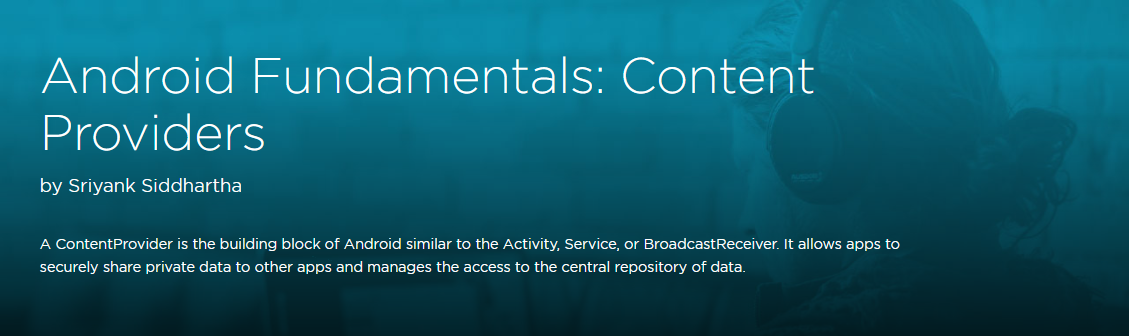 Android Fundamentals: Content
Providers
by Sriyank Siddhartha
A ContentProvider is the building block of Android similar to the Activity, Service, or BroadcastReceiver. It allows apps to
securely share private data to other apps and manages the access to the central repository of data.